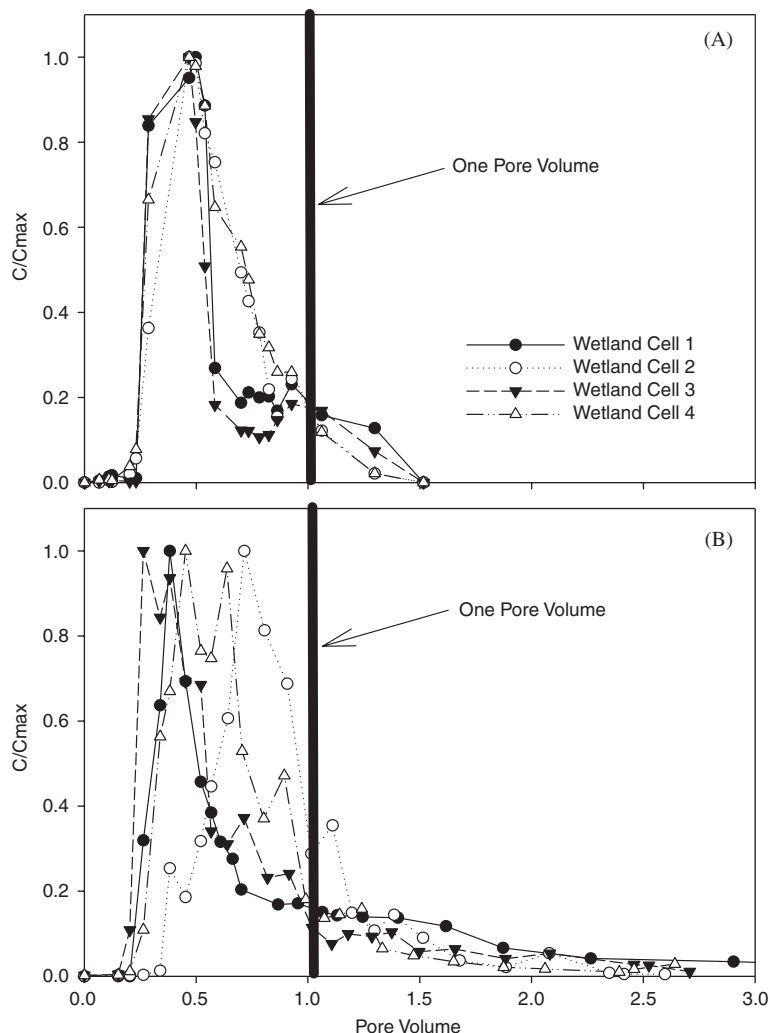 (A)
1.0
0.8
0.6
0.4
0.2
0.0
C/Cmax
One Pore Volume
Wetland Cell 1
Wetland Cell 2
Wetland Cell 3
Wetland Cell 4
(B)
1.0
0.8
0.6
0.4
0.2
0.0
C/Cmax
One Pore Volume
0.0 0.5 1.0 1.5 2.0 2.5 3.0
Pore Volume